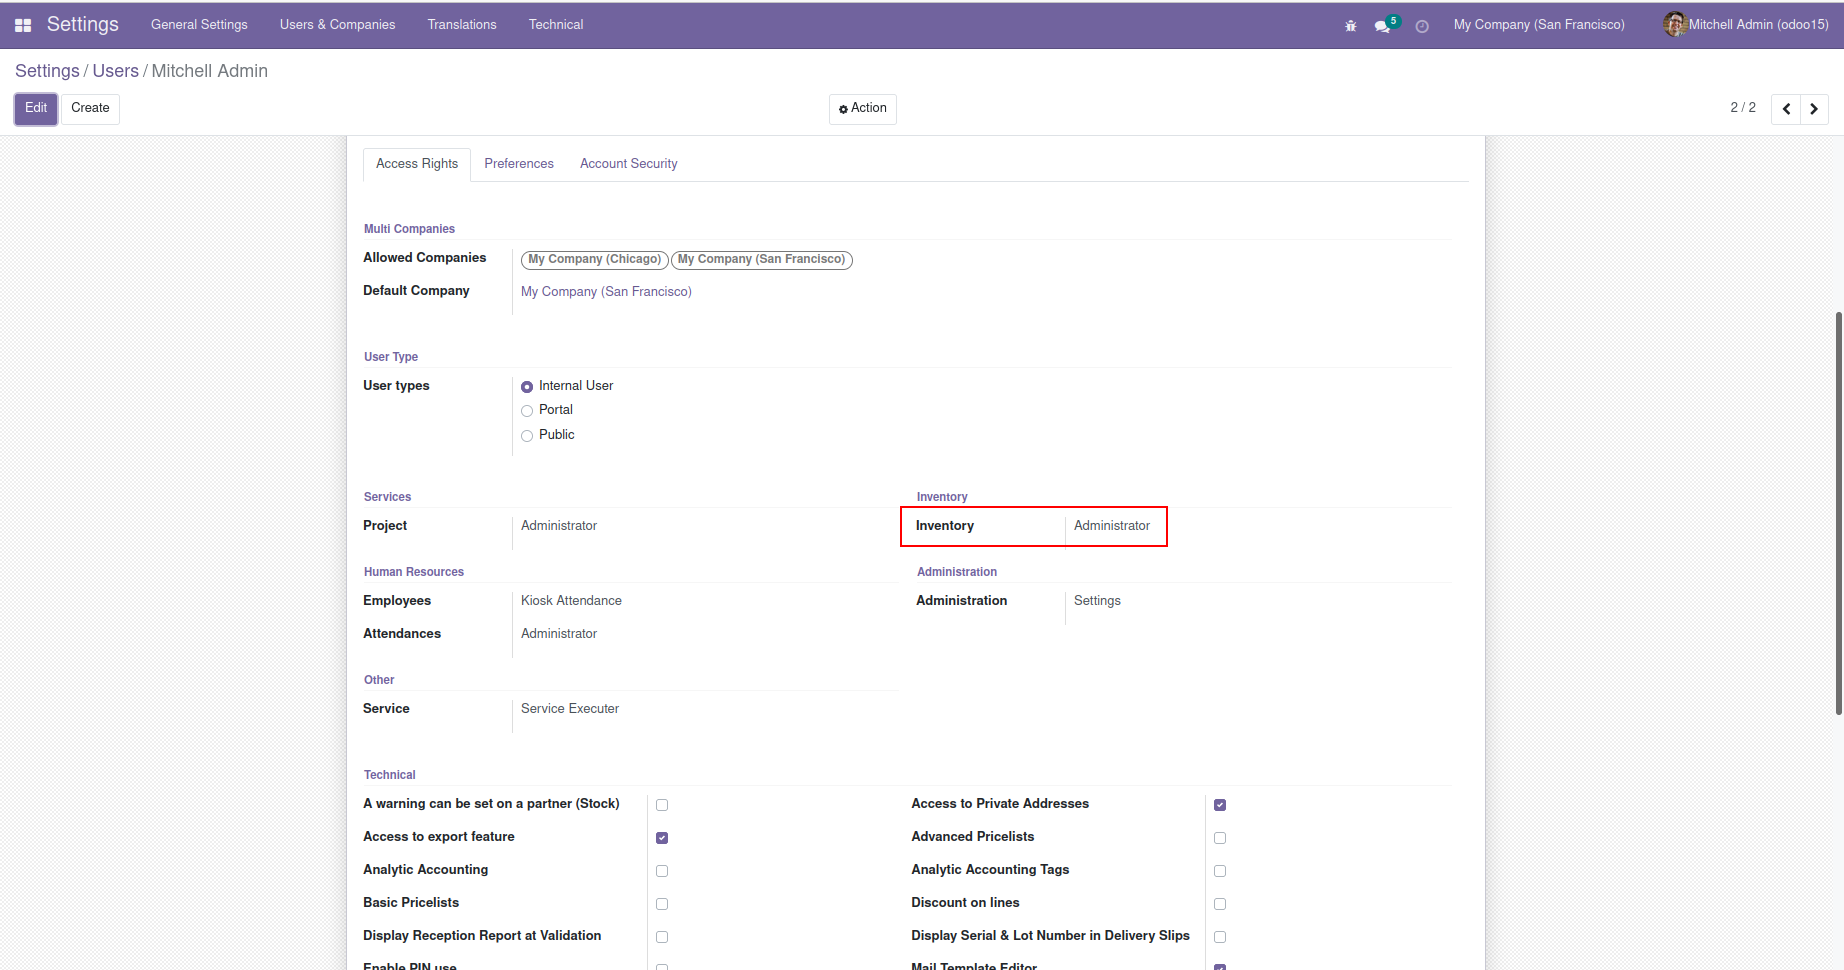 Settings General Settings Users & Companies Translations Technical 5 My Company (San Francisco) Mitchell Admin (odoo15)
Settings / Users / Mitchell Admin
Edit Create Action 2 / 2
Access Rights Preferences Account Security
Multi Companies
Allowed Companies My Company (Chicago) My Company (San Francisco)
Default Company My Company (San Francisco)
User Type
User types Internal User
Portal
Public
Services Inventory
Project Administrator Inventory Administrator
Human Resources Administration
Employees Kiosk Attendance Administration Settings
Attendances Administrator
Other
Service Service Executer
Technical
A warning can be set on a partner (Stock) Access to Private Addresses
Access to export feature Advanced Pricelists
Analytic Accounting Analytic Accounting Tags
Basic Pricelists Discount on lines
Display Reception Report at Validation Display Serial & Lot Number in Delivery Slips
Enable PIN use Mail Template Editor